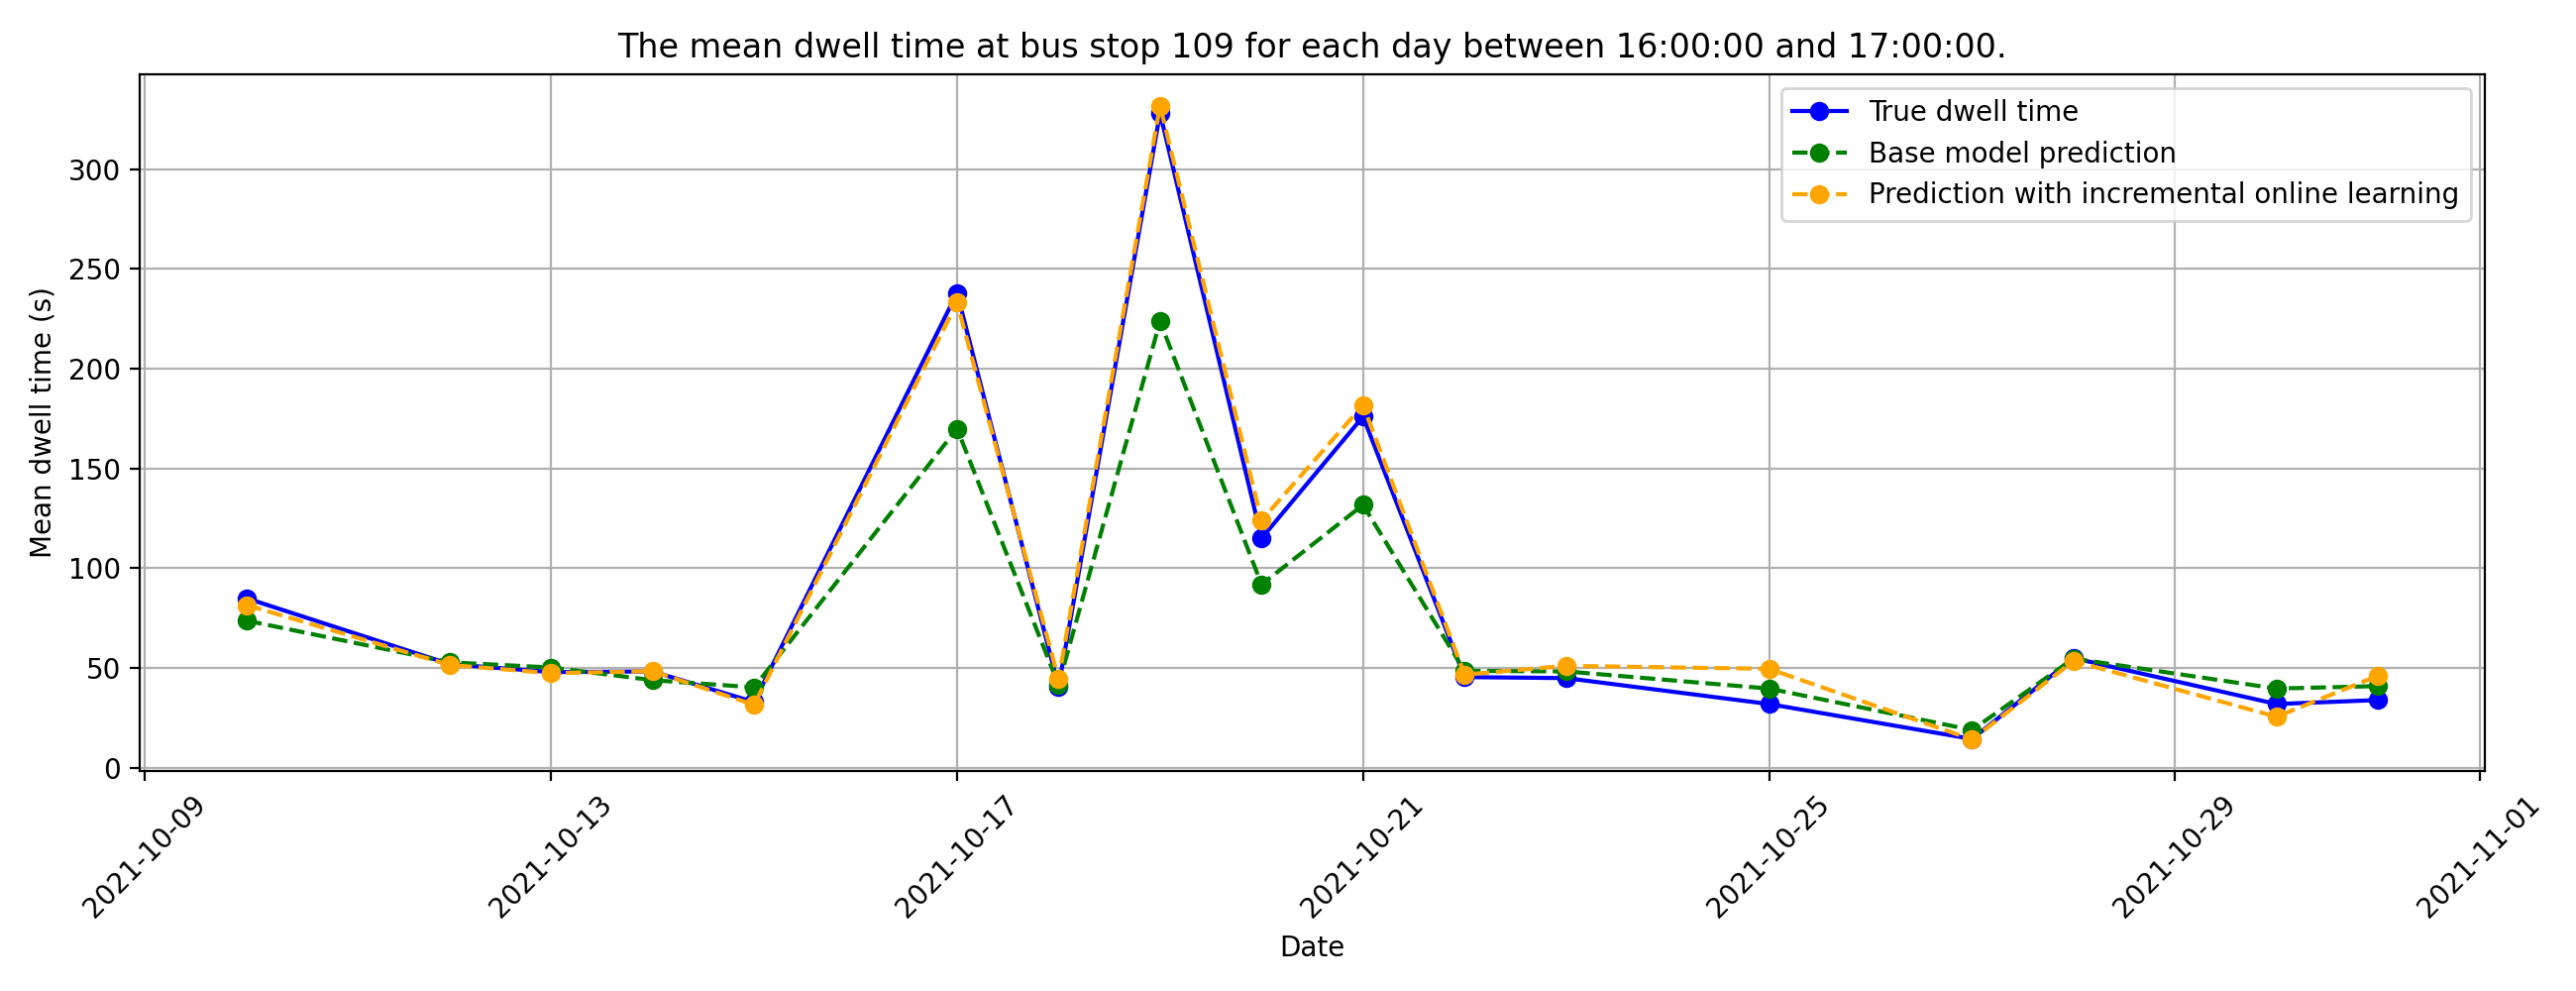 The mean dwell time at bus stop 109 for each day between 16:00:00 and 17:00:00.
True dwell time
Base model prediction
Prediction with incremental online learning
Mean dwell time (s)
300
250
200
150
100
50
0
2021-10-09
2021-10-13
2021-10-17
2021-10-21
2021-10-25
2021-10-29
2021-11-01
Date